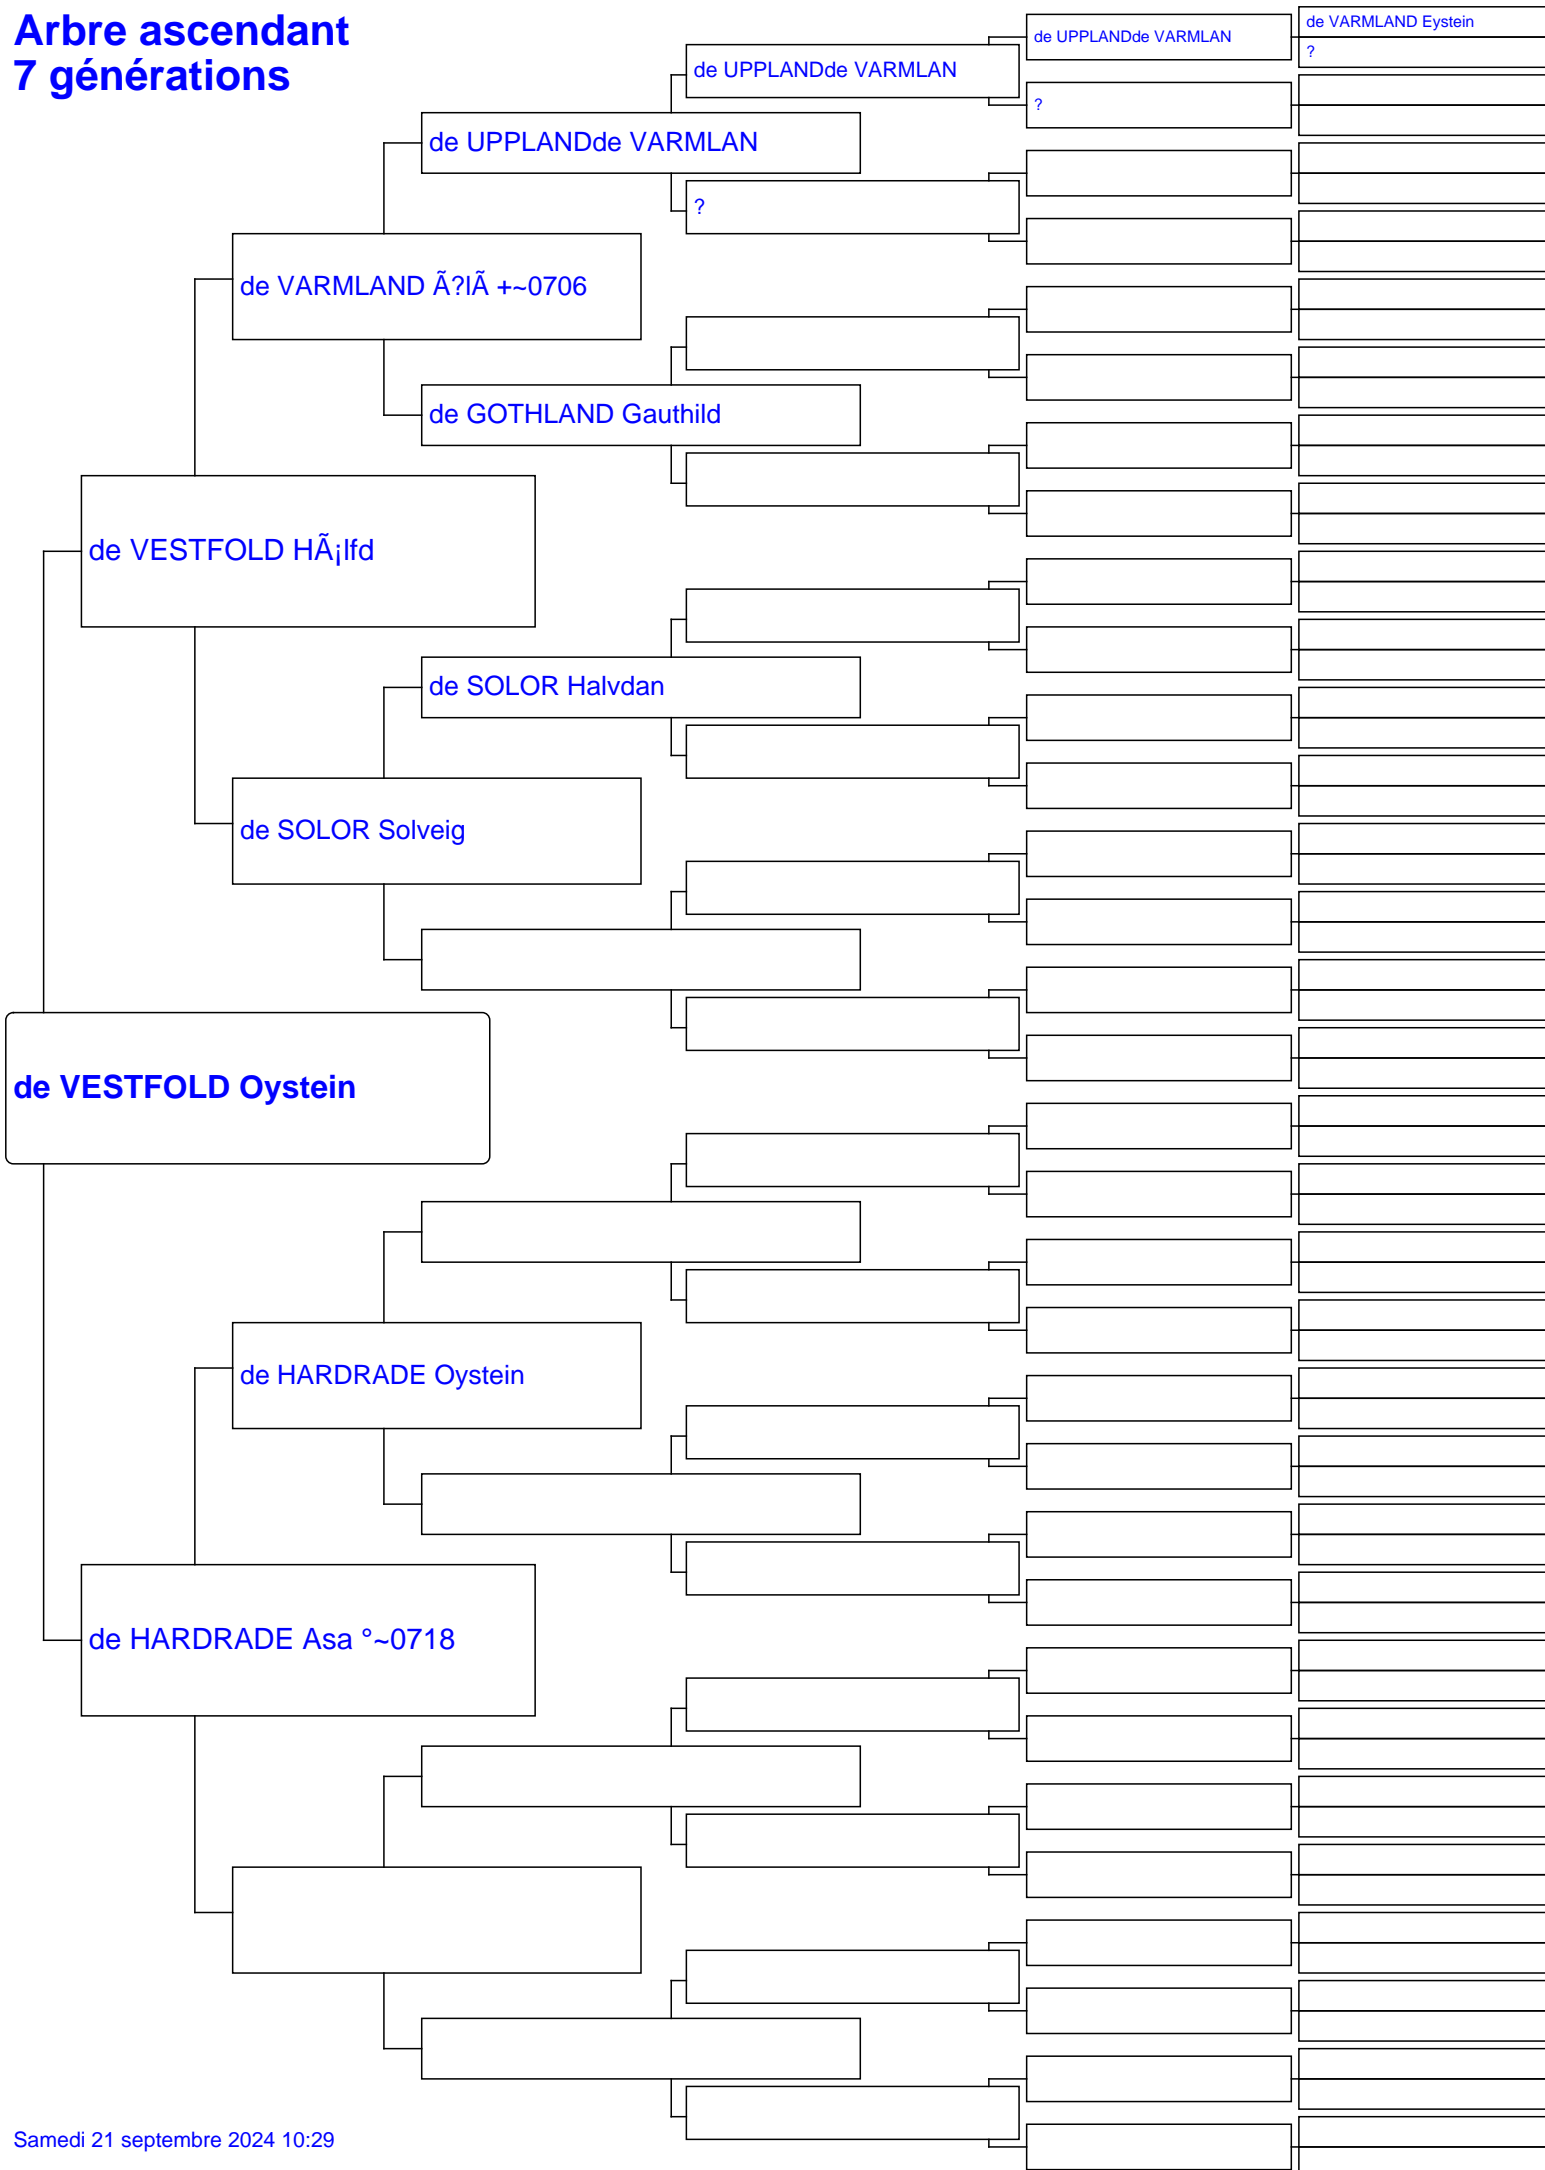 Arbre ascendant
7 générations
de VARMLAND Eystein
de UPPLANDde VARMLAN
?
de UPPLANDde VARMLAN
?
de UPPLANDde VARMLAN
?
de VARMLAND Ã?lÃ +~0706
de GOTHLAND Gauthild
de VESTFOLD HÃ¡lfd
de SOLOR Halvdan
de SOLOR Solveig
de VESTFOLD Oystein
de HARDRADE Oystein
de HARDRADE Asa °~0718
Samedi 21 septembre 2024 10:29